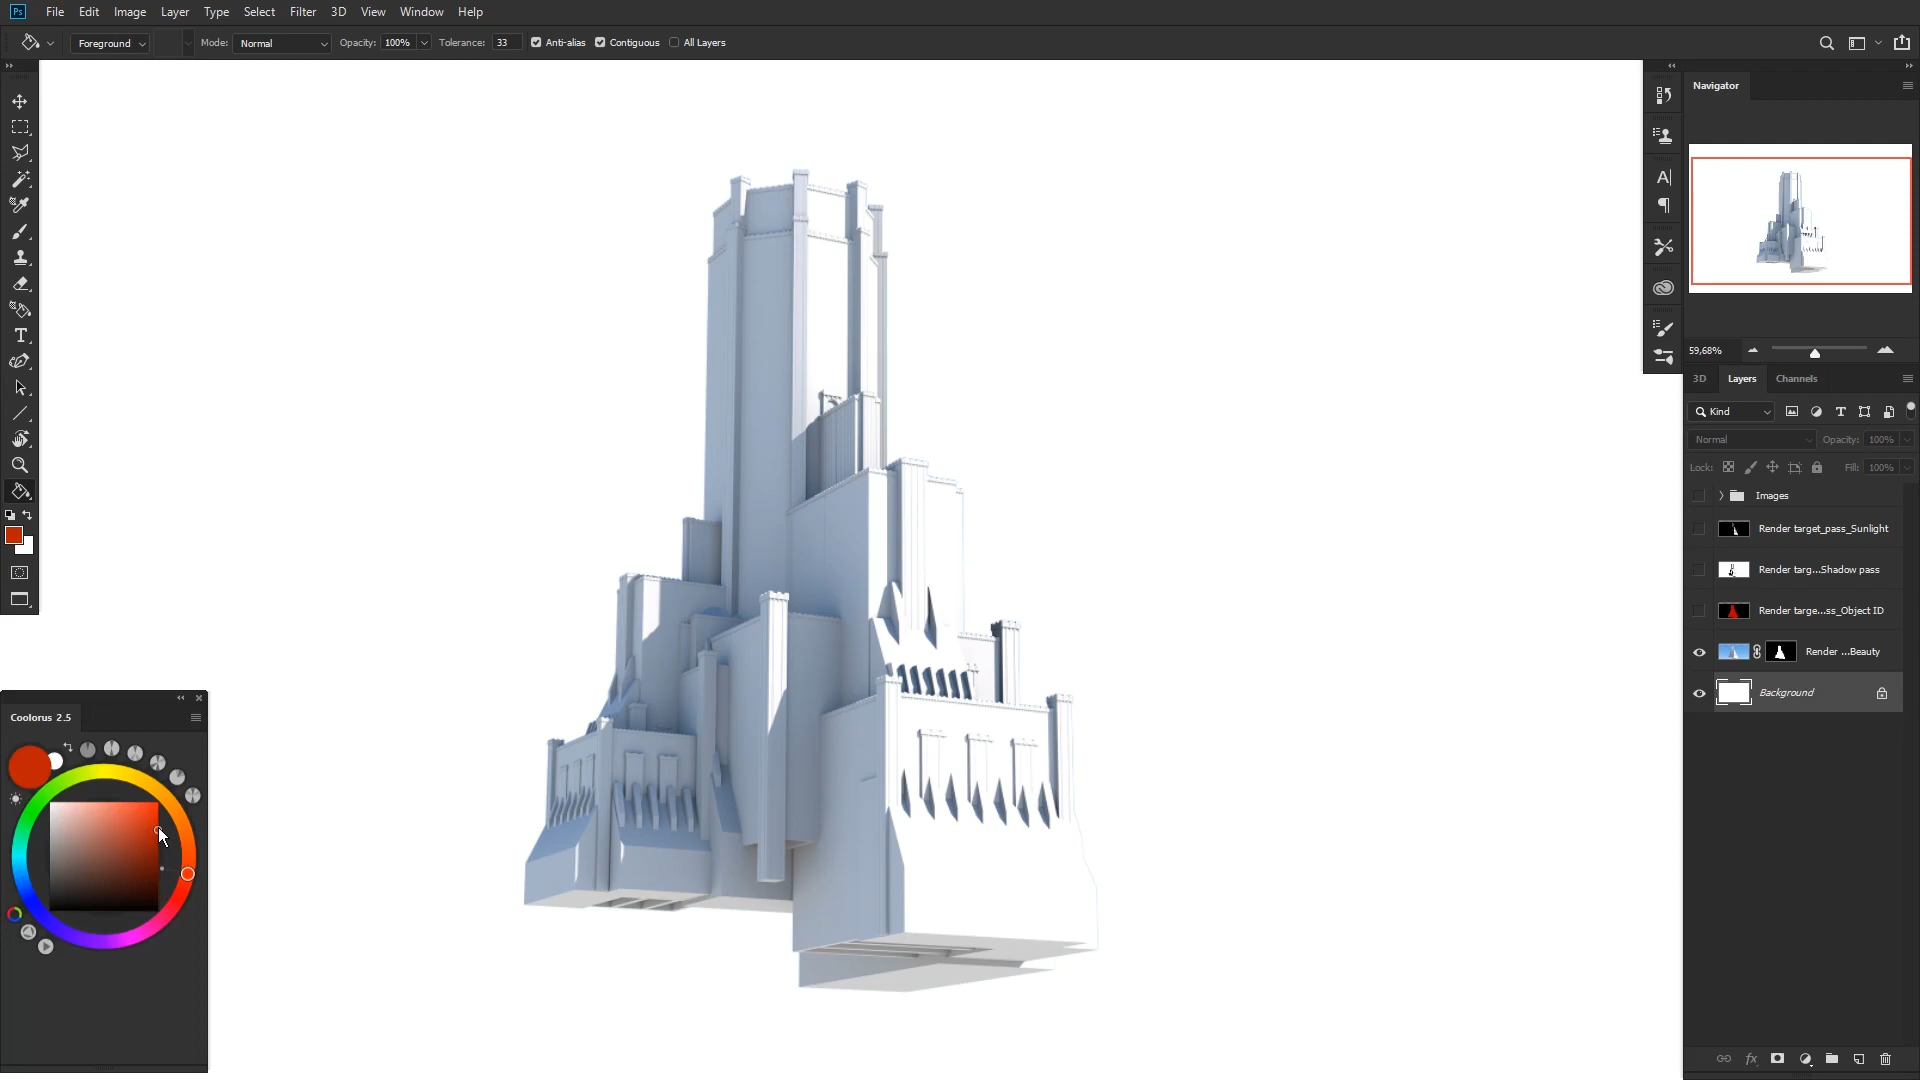 Ps File Edit Image Layer Type Select Filter 3D View Window Help
Foreground Mode: Normal Opacity: 100% Tolerance: 33 Anti-alias Contiguous All Layers
Navigator
59,68%
3D Layers Channels
Kind
Normal Opacity: 100%
Lock: Fill: 100%
Images
Render target_pass_Sunlight
Render targ...Shadow pass
Render targe...ss_Object ID
Render ...Beauty
Background
Coolorus 2.5